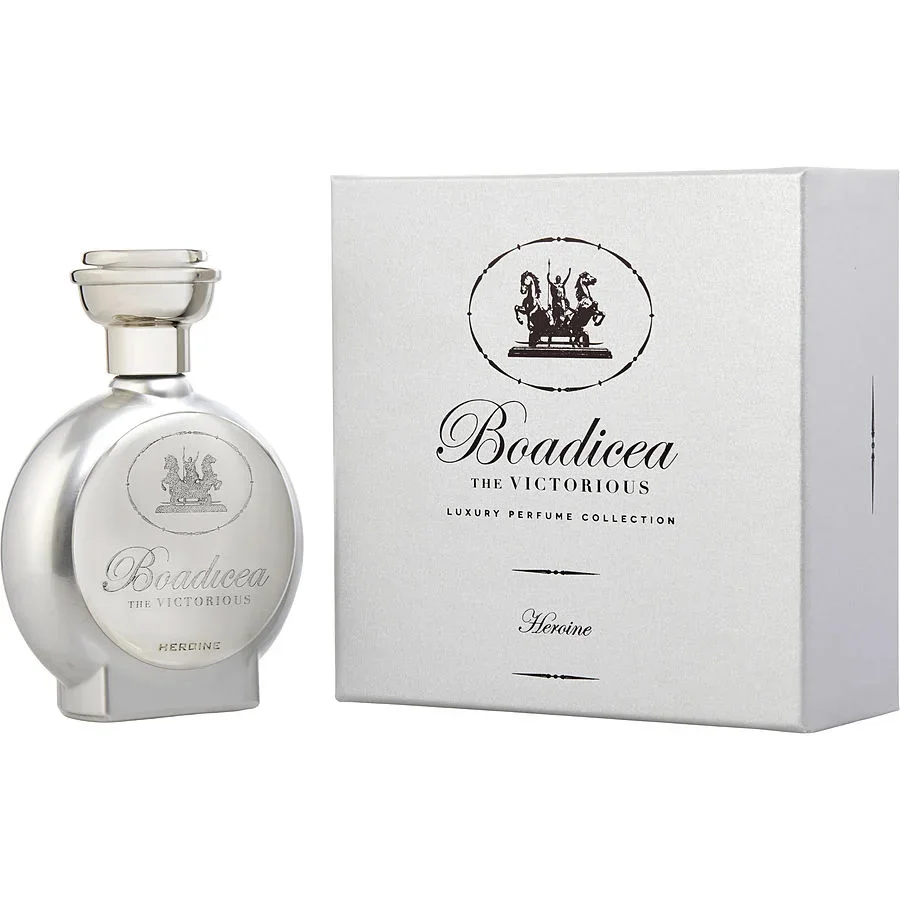 Boadicea
THE VICTORIOUS
HEROINE
Boadicea
THE VICTORIOUS
LUXURY PERFUME COLLECTION
Heroine